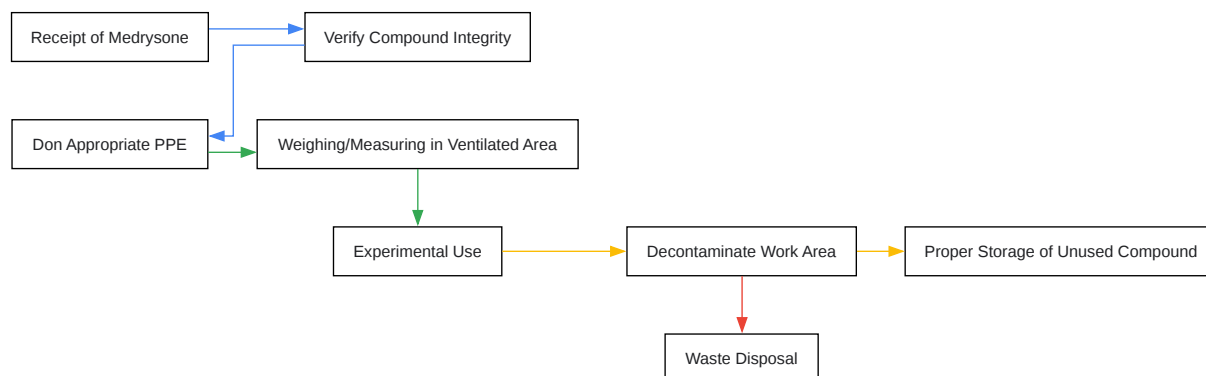 Receipt of Medrysone
Verify Compound Integrity
Don Appropriate PPE
Weighing/Measuring in Ventilated Area
Experimental Use
Decontaminate Work Area
Proper Storage of Unused Compound
Waste Disposal